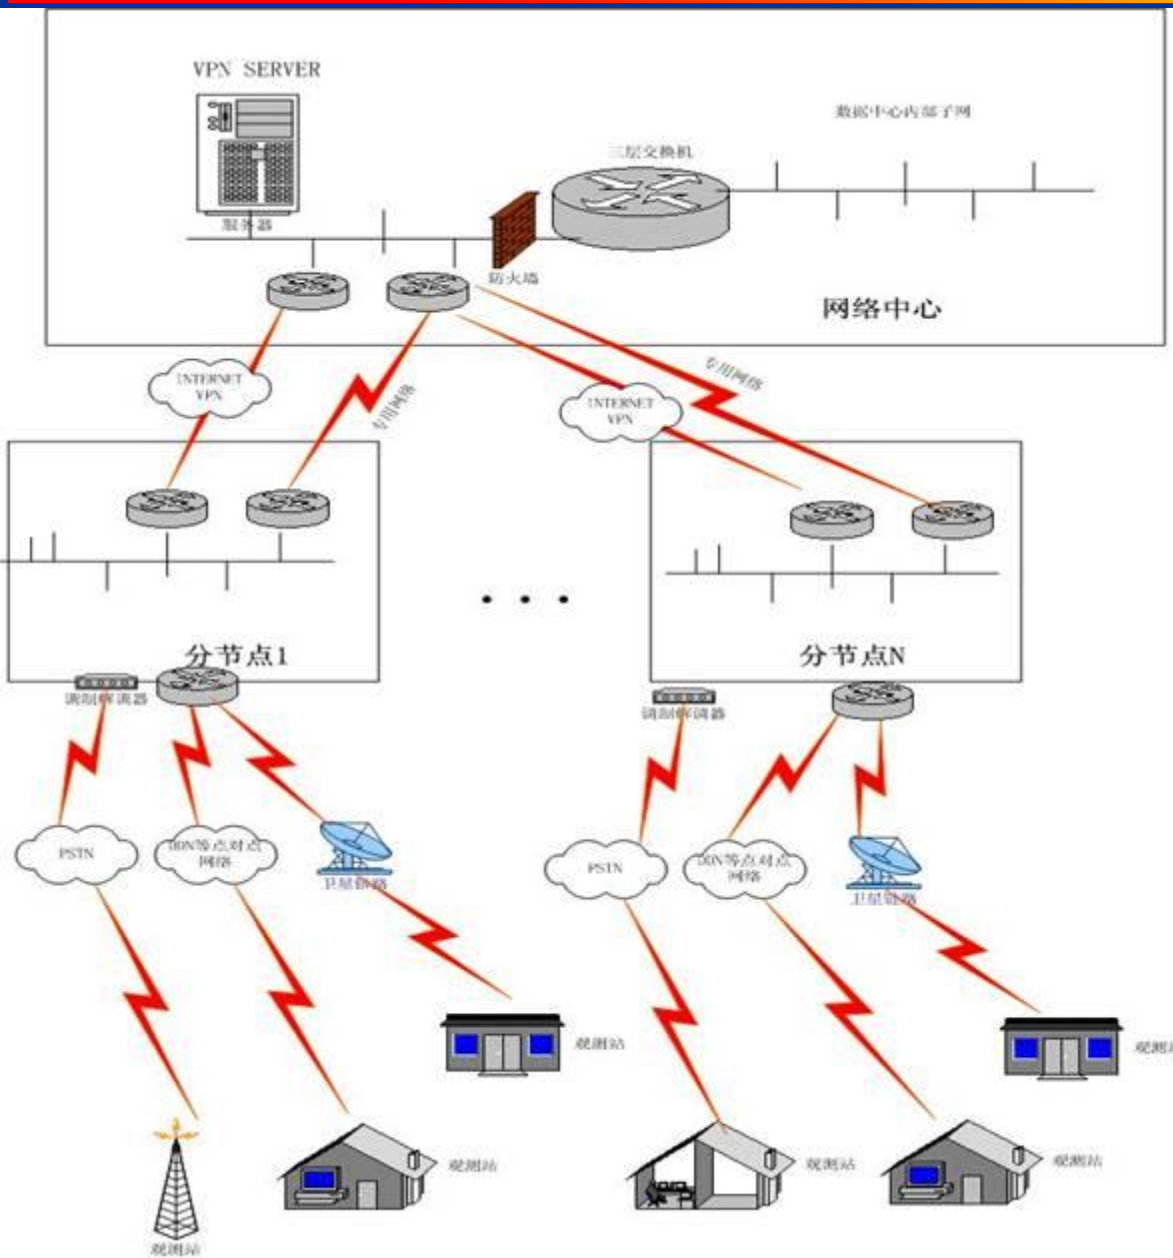 VPN SERVER
数据中心内部子网
三层交换机
服务器
防火墙
网络中心
INTERNET
VPN
专用网络
INTERNET
VPN
专用网络
分节点1
分节点N
调制解调器
调制解调器
PSTN
DDN等点对点
网络
卫星链路
PSTN
DDN等点对点
网络
卫星链路
观测站
观测站
观测站
观测站
观测站
观测站